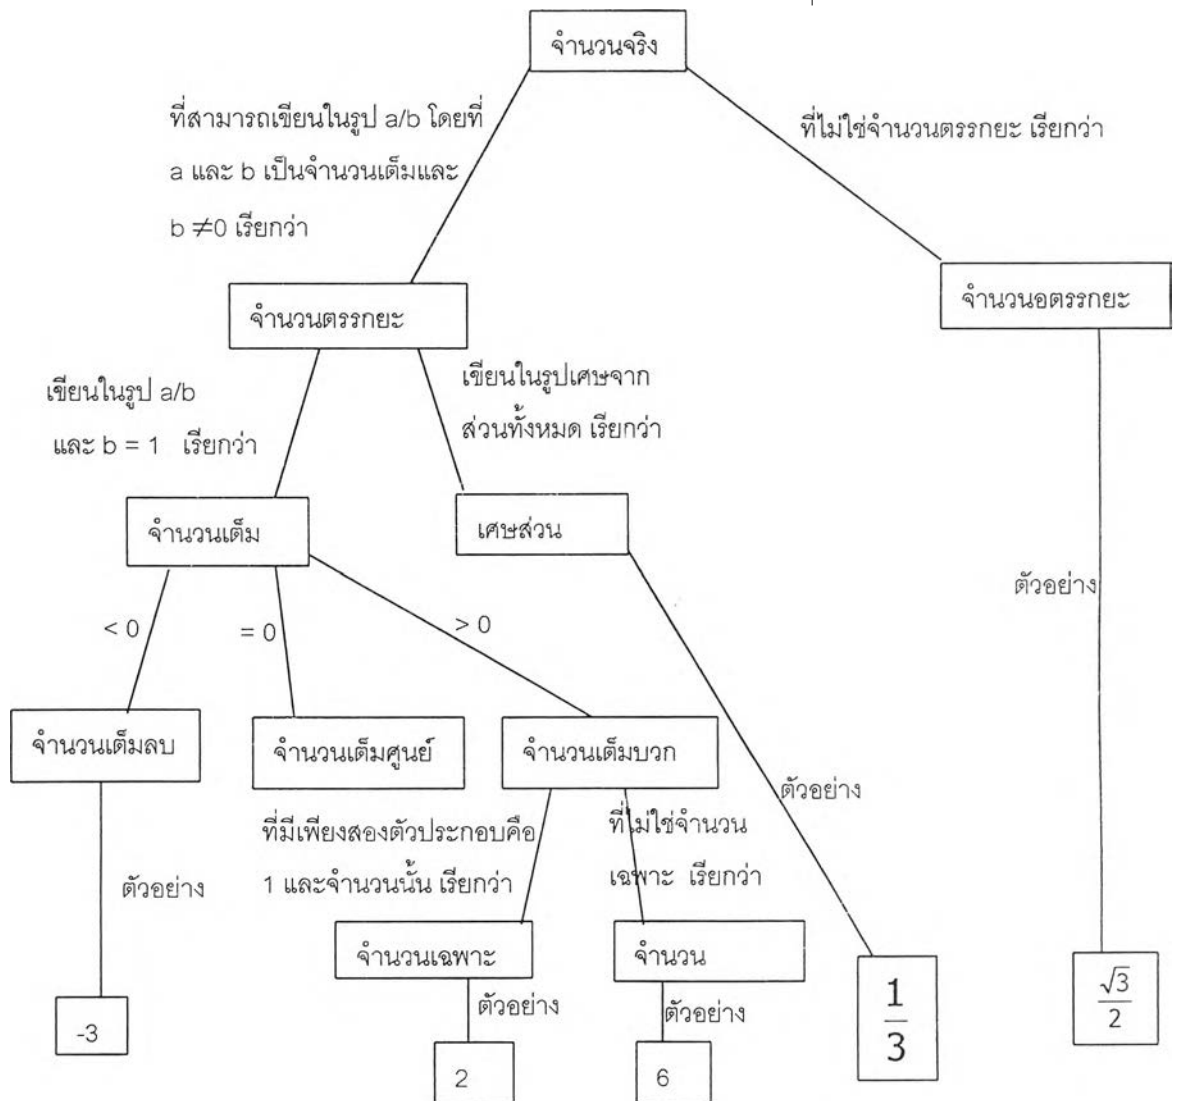 จำนวนจริง
ที่สามารถเขียนในรูป a/b โดยที่
a และ b เป็นจำนวนเต็มและ
b ≠0 เรียกว่า
ที่ไม่ใช่จำนวนตรรกยะ เรียกว่า
จำนวนตรรกยะ
จำนวนอตรรกยะ
เขียนในรูป a/b
และ b = 1 เรียกว่า
เขียนในรูปเศษจาก
ส่วนทั้งหมด เรียกว่า
จำนวนเต็ม
เศษส่วน
ตัวอย่าง
< 0
= 0
> 0
จำนวนเต็มลบ
จำนวนเต็มศูนย์
จำนวนเต็มบวก
ตัวอย่าง
ที่มีเพียงสองตัวประกอบคือ
1 และจำนวนนั้น เรียกว่า
ที่ไม่ใช่จำนวน
เฉพาะ เรียกว่า
ตัวอย่าง
จำนวนเฉพาะ
จำนวน
ตัวอย่าง
ตัวอย่าง
-3
2
6
1
3
√3
2